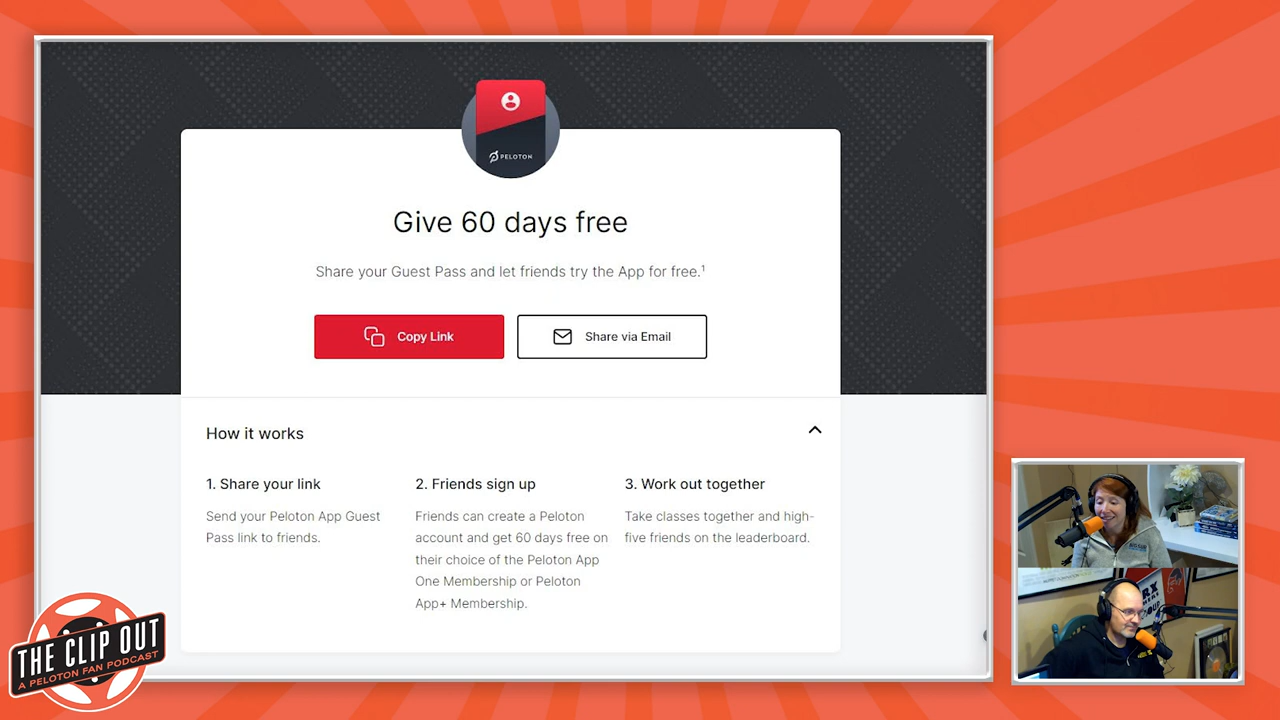 PELOTON
Give 60 days free
Share your Guest Pass and let friends try the App for free.¹
Copy Link
Share via Email
How it works
1. Share your link
Send your Peloton App Guest
Pass link to friends.
2. Friends sign up
Friends can create a Peloton
account and get 60 days free on
their choice of the Peloton App
One Membership or Peloton
App+ Membership.
3. Work out together
Take classes together and high-
five friends on the leaderboard.
THE CLIP OUT
A PELOTON FAN PODCAST